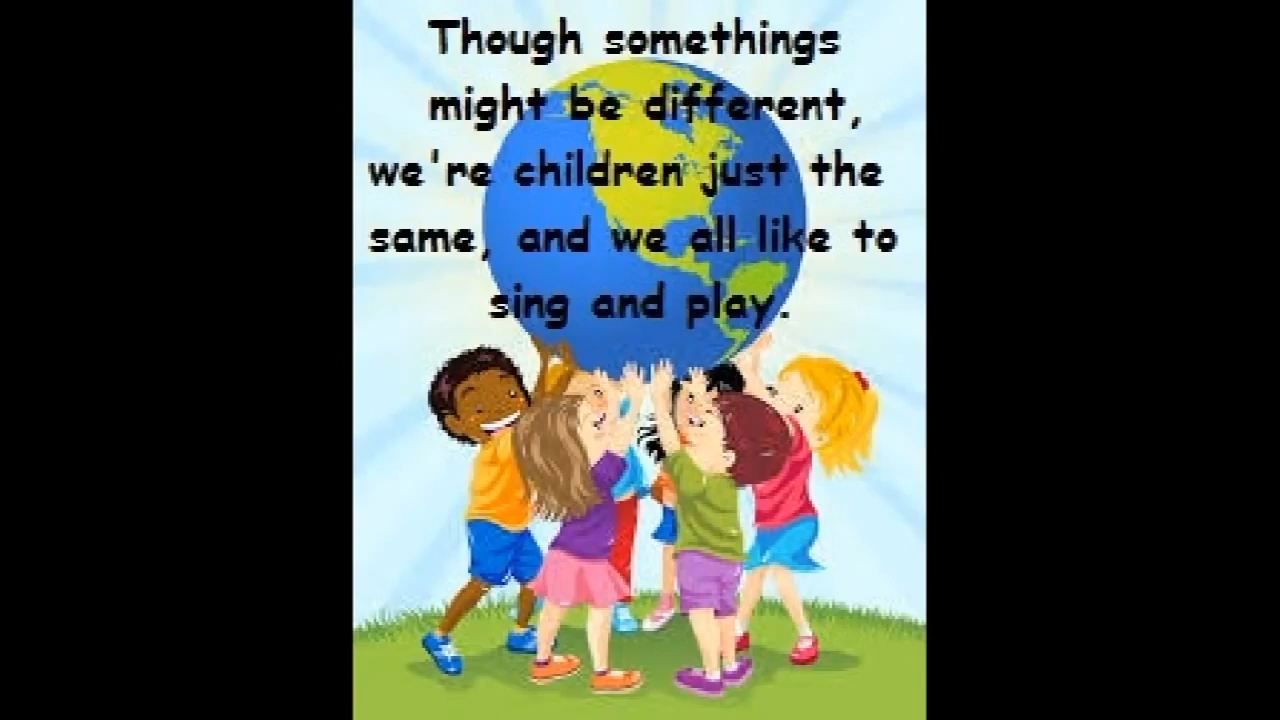 Though somethings
might be different,
we're children just the
same, and we all like to
sing and play.